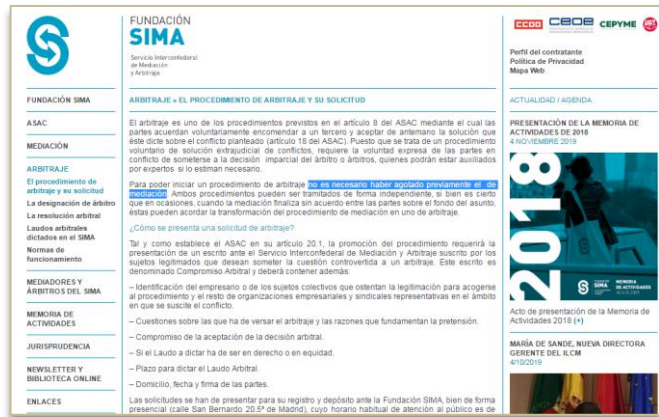 FUNDACIÓN
SIMA
Servicio Interconfederal
de Mediación
y Arbitraje
FUNDACIÓN SIMA
ASAC
MEDIACIÓN
ARBITRAJE
El procedimiento de
arbitraje y su solicitud
La designación de árbitro
La resolución arbitral
Laudos arbitrales
dictados en el SIMA
Normas de
funcionamiento
MEDIADORES Y
ÁRBITROS DEL SIMA
MEMORIA DE
ACTIVIDADES
JURISPRUDENCIA
NEWSLETTER Y
BIBLIOTECA ONLINE
ENLACES
ARBITRAJE » EL PROCEDIMIENTO DE ARBITRAJE Y SU SOLICITUD
El arbitraje es uno de los procedimientos previstos en el artículo 8 del ASAC mediante el cual las
partes acuerdan voluntariamente encomendar a un tercero y aceptar de antemano la solución que
éste dicte sobre el conflicto planteado (artículo 18 del ASAC). Puesto que se trata de un procedimiento
voluntario de solución extrajudicial de conflictos, requiere la voluntad expresa de las partes en
conflicto de someterse a la decisión imparcial del árbitro o árbitros, quienes podrán estar auxiliados
por expertos si lo estiman necesario.
Para poder iniciar un procedimiento de arbitraje no es necesario haber agotado previamente el de
mediación. Ambos procedimientos pueden ser tramitados de forma independiente, si bien es cierto
que en ocasiones, cuando la mediación finaliza sin acuerdo entre las partes sobre el fondo del asunto,
éstas pueden acordar la transformación del procedimiento de mediación en uno de arbitraje.
¿Cómo se presenta una solicitud de arbitraje?
Tal y como establece el ASAC en su artículo 20.1, la promoción del procedimiento requerirá la
presentación de un escrito ante el Servicio Interconfederal de Mediación y Arbitraje suscrito por los
sujetos legitimados que desean someter la cuestión controvertida a un arbitraje. Este escrito es
denominado Compromiso Arbitral y deberá contener además:
– Identificación del empresario o de los sujetos colectivos que ostentan la legitimación para acogerse
al procedimiento y el resto de organizaciones empresariales y sindicales representativas en el ámbito
en que se suscite el conflicto.
– Cuestiones sobre las que ha de versar el arbitraje y las razones que fundamentan la pretensión.
– Compromiso de la aceptación de la decisión arbitral.
– Si el Laudo a dictar ha de ser en derecho o en equidad.
– Plazo para dictar el Laudo Arbitral.
– Domicilio, fecha y firma de las partes.
Las solicitudes se han de presentar para su registro y depósito ante la Fundación SIMA, bien de forma
presencial (calle San Bernardo 20.5ª de Madrid), cuyo horario habitual de atención al público es de
CCOO CEOE CEPYME
Perfil del contratante
Política de Privacidad
Mapa Web
ACTUALIDAD / AGENDA
PRESENTACIÓN DE LA MEMORIA DE
ACTIVIDADES DE 2018
4 NOVIEMBRE 2019
2018
SIMA
MEMORIA
DE ACTIVIDADES
Acto de presentación de la Memoria de
Actividades 2018 (+)
MARÍA DE SANDE, NUEVA DIRECTORA
GERENTE DEL ILCM
4/10/2019